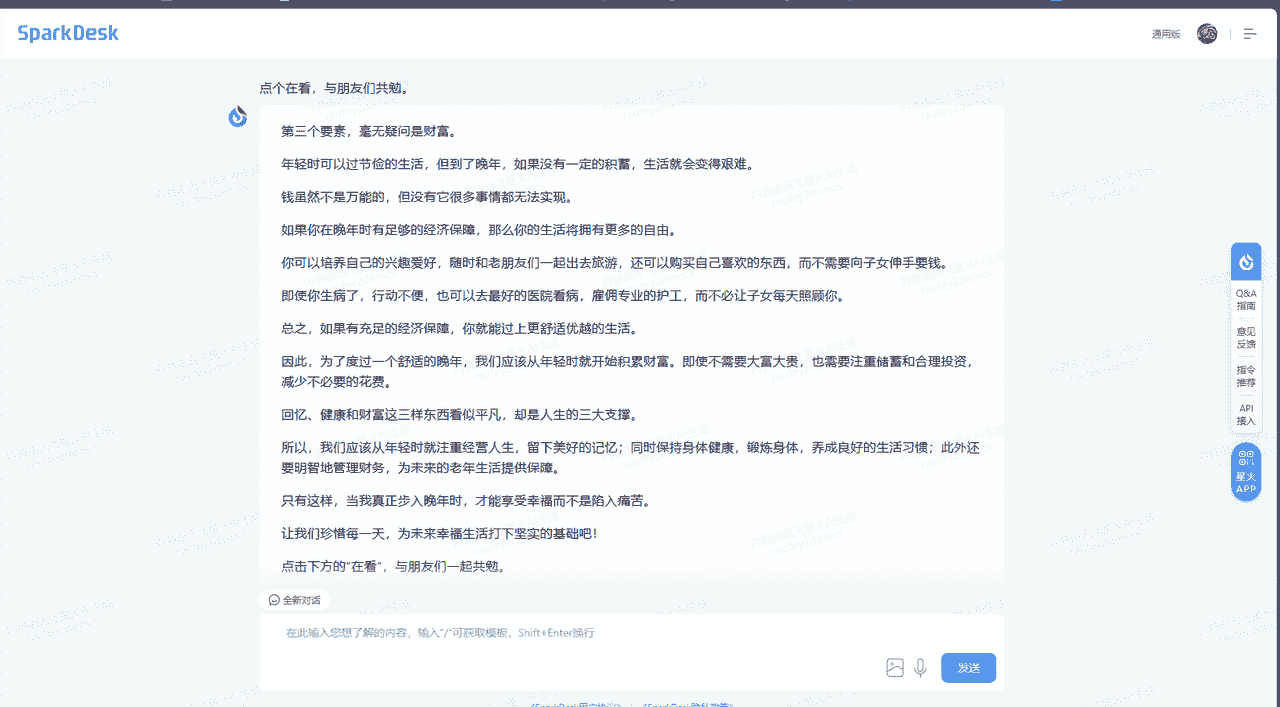 SparkDesk
通用版
点个在看，与朋友们共勉。
第三个要素，毫无疑问是财富。
年轻时可以过节俭的生活，但到了晚年，如果没有一定的积蓄，生活就会变得艰难。
钱虽然不是万能的，但没有它很多事情都无法实现。
如果你在晚年时有足够的经济保障，那么你的生活将拥有更多的自由。
你可以培养自己的兴趣爱好，随时和老朋友们一起出去旅游，还可以购买自己喜欢的东西，而不需要向子女伸手要钱。
即使你生病了，行动不便，也可以去最好的医院看病，雇佣专业的护工，而不必让子女每天照顾你。
总之，如果有充足的经济保障，你就能过上更舒适优越的生活。
因此，为了度过一个舒适的晚年，我们应该从年轻时就开始积累财富。即使不需要大富大贵，也需要注重储蓄和合理投资，
减少不必要的花费。
回忆、健康和财富这三样东西看似平凡，却是人生的三大支撑。
所以，我们应该从年轻时就注重经营人生，留下美好的记忆；同时保持身体健康，锻炼身体，养成良好的生活习惯；此外还
要明智地管理财务，为未来的老年生活提供保障。
只有这样，当我真正步入晚年时，才能享受幸福而不是陷入痛苦。
让我们珍惜每一天，为未来幸福生活打下坚实的基础吧！
点击下方的“在看”，与朋友们一起共勉。
全新对话
在此输入您想了解的内容，输入“/”可获取模板，Shift+Enter换行
发送
Q&A
指南
意见
反馈
指令
推荐
API
接入
星火
APP